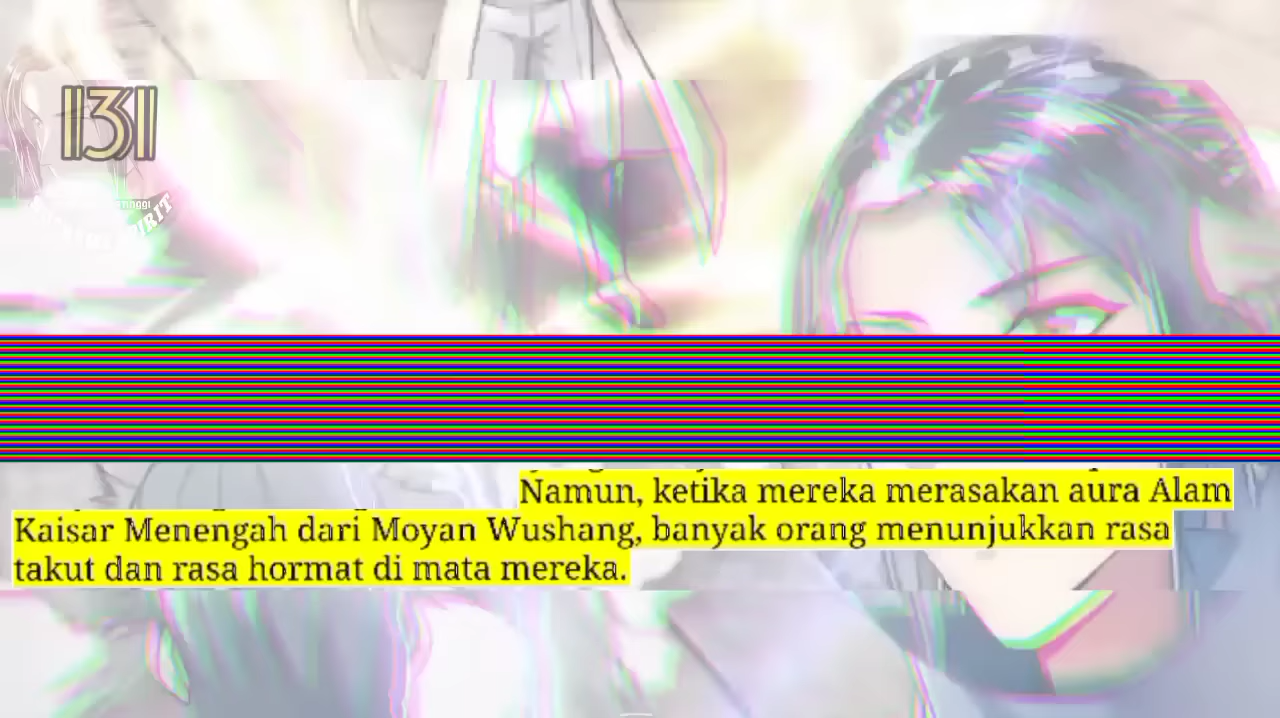 131
Namun, ketika mereka merasakan aura Alam
Kaisar Menengah dari Moyan Wushang, banyak orang menunjukkan rasa
takut dan rasa hormat di mata mereka.